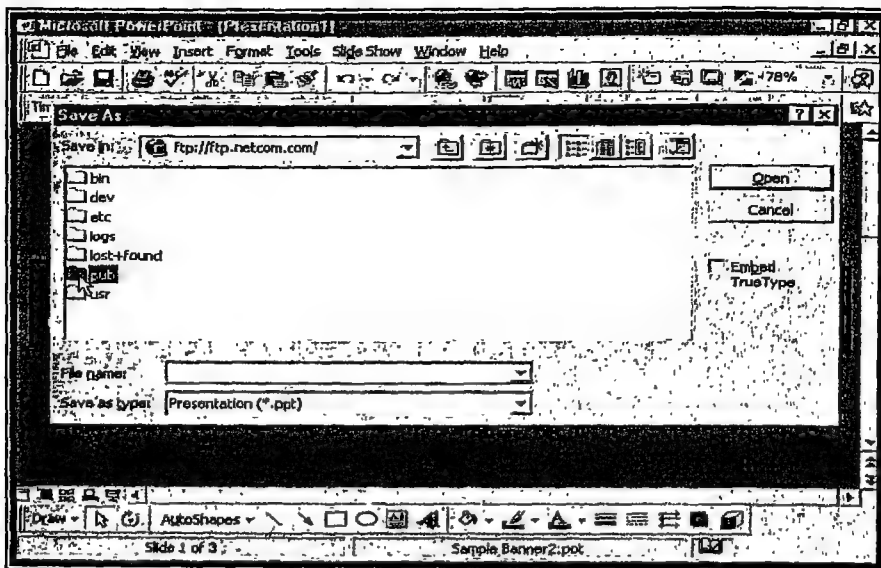 Microsoft PowerPoint - [Presentation1]
File Edit View Insert Format Tools Slide Show Window Help
78%
Save As
Save in: ftp://ftp.netcom.com/
bin
dev
etc
logs
lost+found
pub
usr
Open
Cancel
Embed
TrueType
File name:
Save as type: Presentation (*.ppt)
Draw AutoShapes
Slide 1 of 3 Sample Banner2.ppt